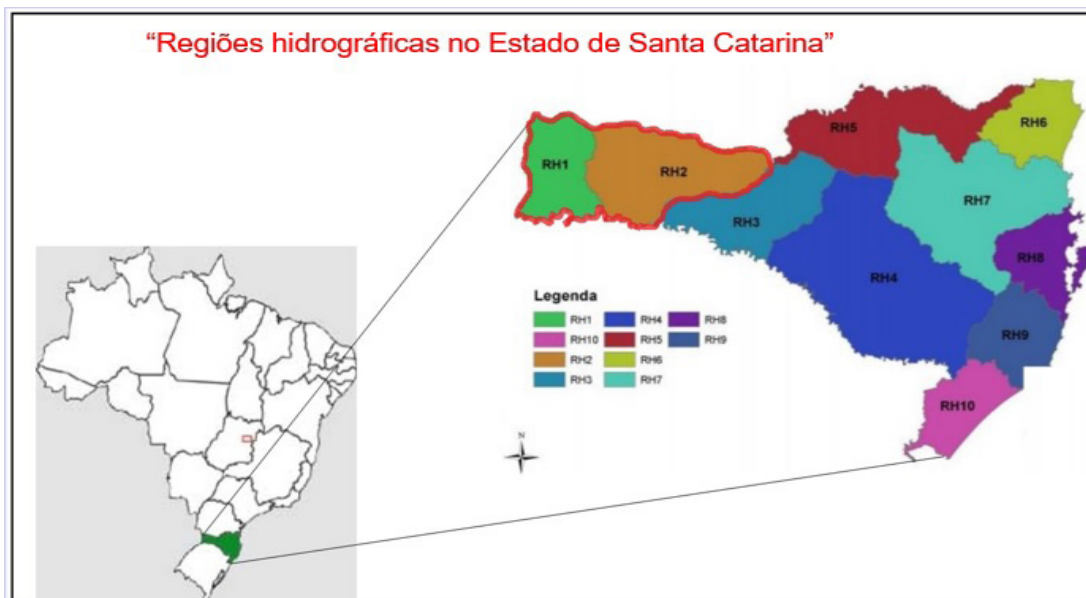 “Regiões hidrográficas no Estado de Santa Catarina”
RH5
RH6
RH1
RH2
RH7
RH3
RH8
RH4
RH9
RH10
Legenda
RH1 RH4 RH8
RH10 RH5 RH9
RH2 RH6
RH3 RH7
N